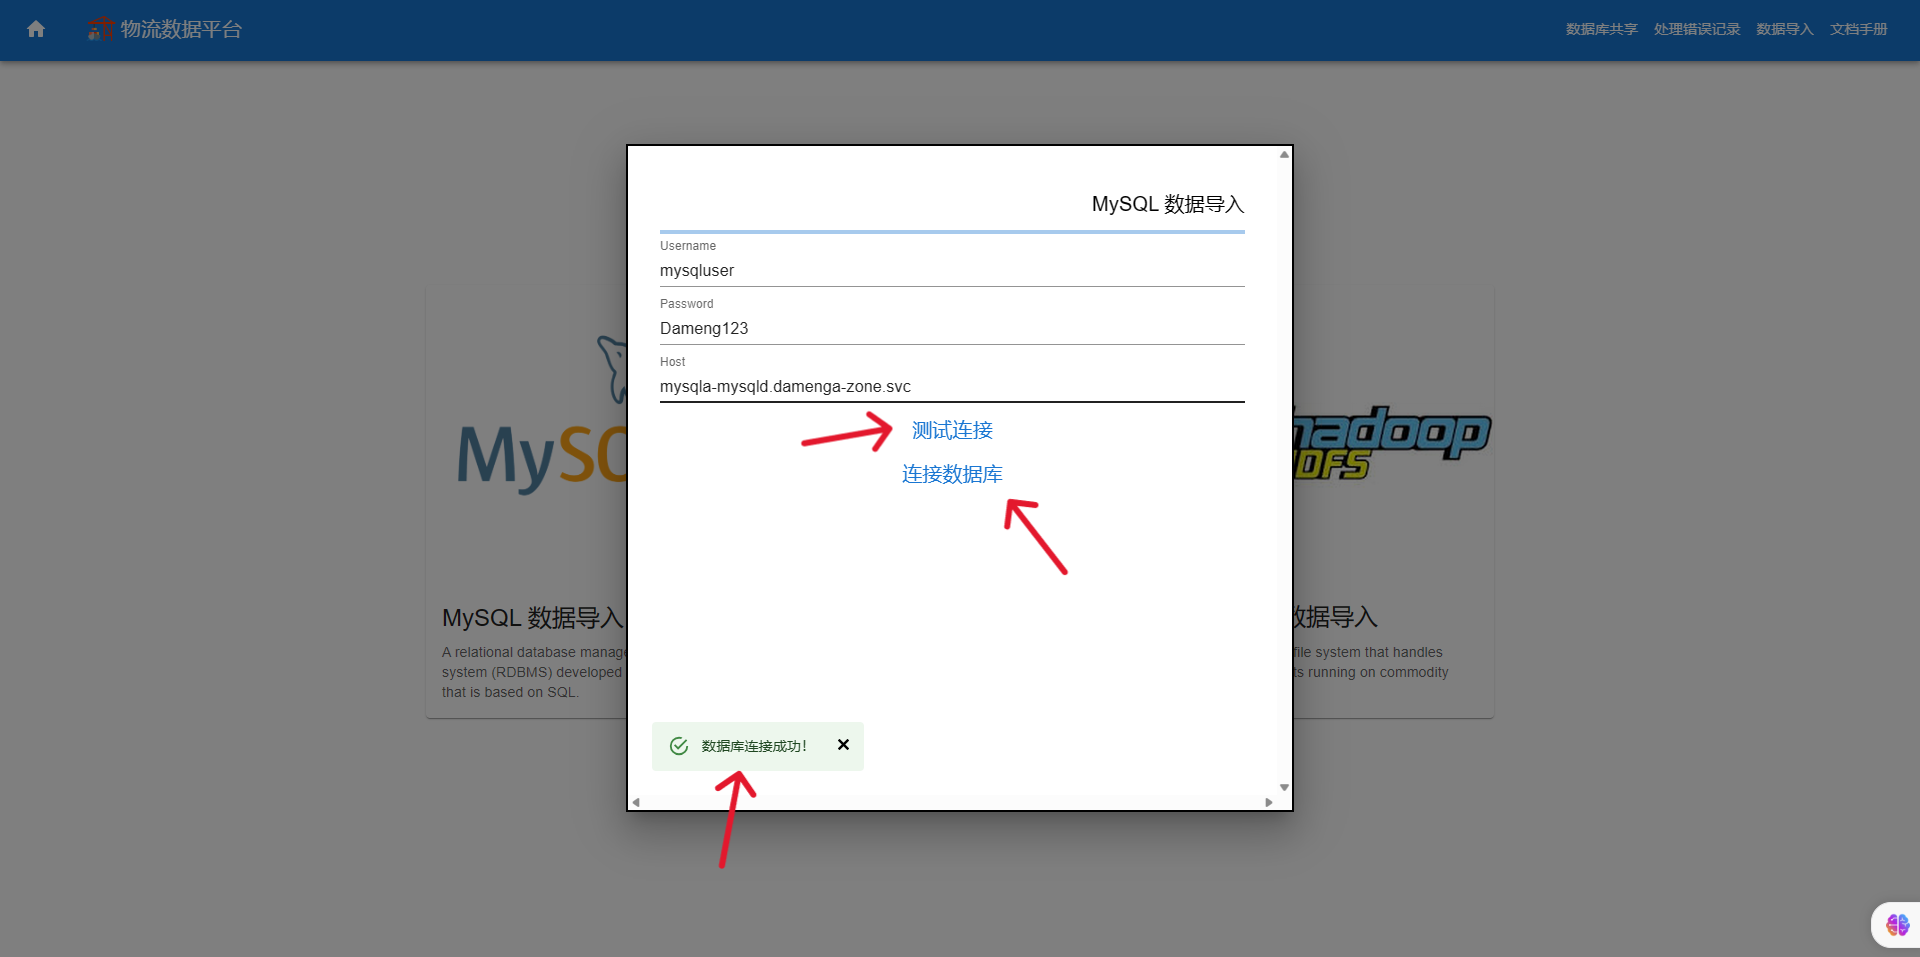 物流数据平台
数据库共享 处理错误记录 数据导入 文档手册
MySQL 数据导入
Username
mysqluser
Password
Dameng123
Host
mysqla-mysqld.damenga-zone.svc
测试连接
连接数据库
数据库连接成功!
MySQL
MySQL 数据导入
A relational database
system (RDBMS) developed
that is based on SQL.
hadoop
HDFS
数据导入
file system that handles
running on commodity